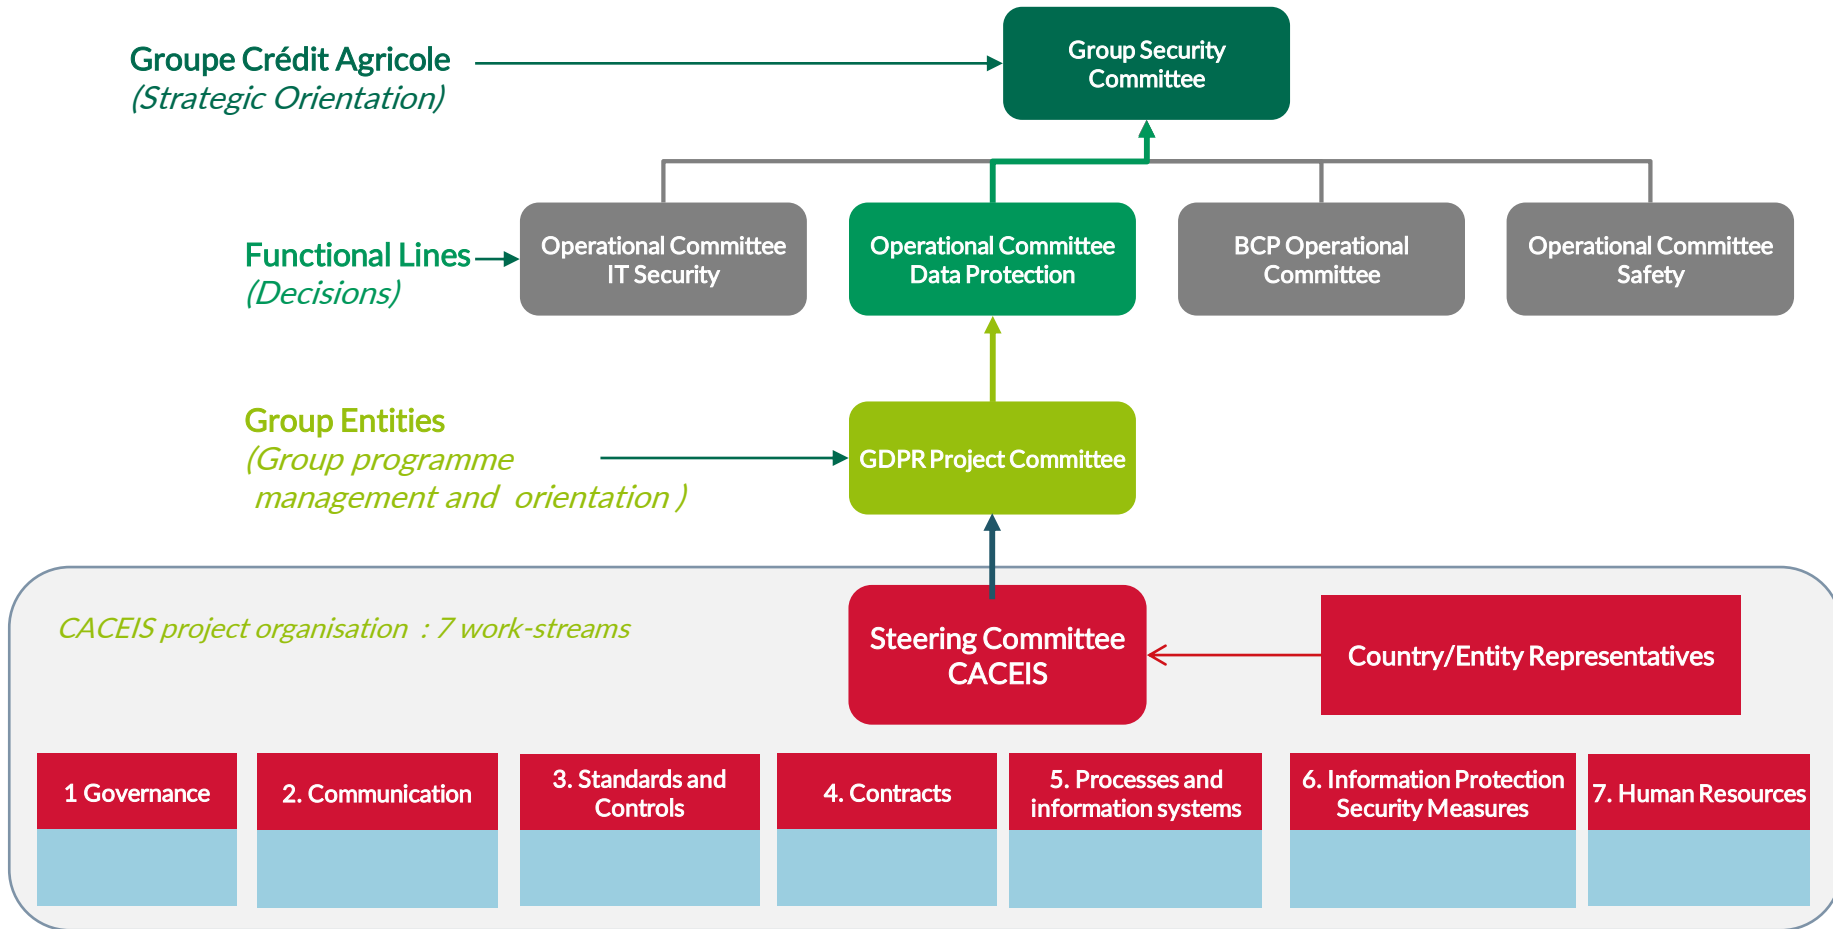 Groupe Crédit Agricole
(Strategic Orientation)
Group Security
Committee
Functional Lines
(Decisions)
Operational Committee
IT Security
Operational Committee
Data Protection
BCP Operational
Committee
Operational Committee
Safety
Group Entities
(Group programme
management and orientation )
GDPR Project Committee
CACEIS project organisation : 7 work-streams
Steering Committee
CACEIS
Country/Entity Representatives
1 Governance
2. Communication
3. Standards and
Controls
4. Contracts
5. Processes and
information systems
6. Information Protection
Security Measures
7. Human Resources